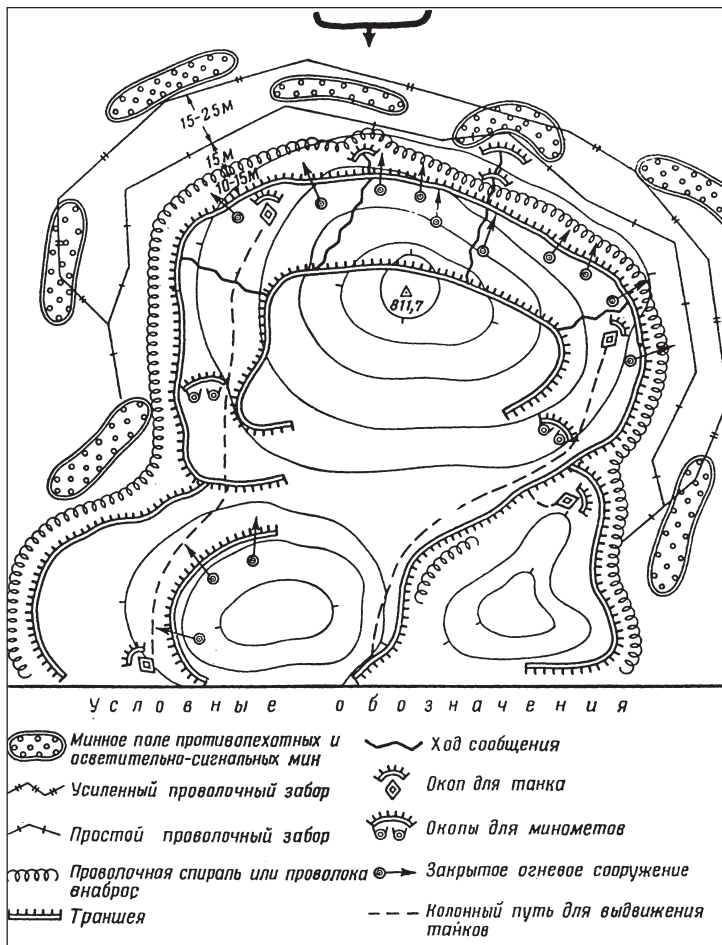 15-25м
15м
10-15м
811,7
Условные обозначения
Минное поле противопехотных и
осветительно-сигнальных мин
Усиленный проволочный забор
Простой проволочный забор
Проволочная спираль или проволока
внаброс
Траншея
Ход сообщения
Окоп для танка
Окопы для минометов
Закрытое огневое сооружение
Колонный путь для выдвижения
танков